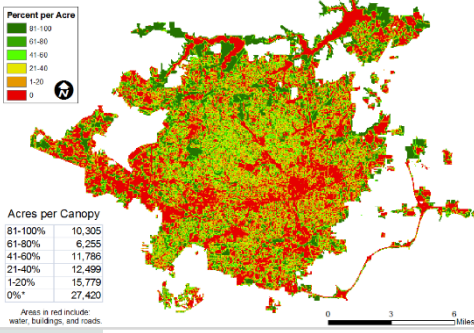 Percent per Acre
81-100
61-80
41-60
21-40
1-20
0
N
Acres per Canopy
81-100% 10,305
61-80% 6,255
41-60% 11,786
21-40% 12,499
1-20% 15,779
0%* 27,420
Areas in red include:
water, buildings, and roads.
0 3 6
Miles